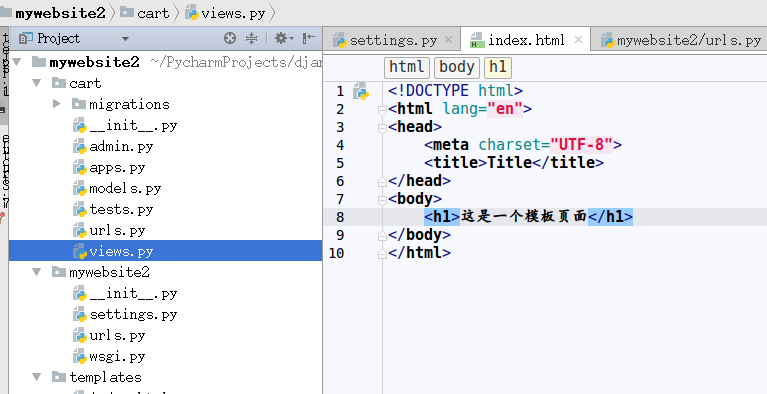 mywebsite2 cart views.py
Project
mywebsite2 ~/PycharmProjects/djan
cart
migrations
__init__.py
admin.py
apps.py
models.py
tests.py
urls.py
views.py
mywebsite2
__init__.py
settings.py
urls.py
wsgi.py
templates
settings.py index.html mywebsite2/urls.py
html body h1
1 <!DOCTYPE html>
2 <html lang="en">
3 <head>
4 <meta charset="UTF-8">
5 <title>Title</title>
6 </head>
7 <body>
8 <h1>这是一个模板页面</h1>
9 </body>
10 </html>